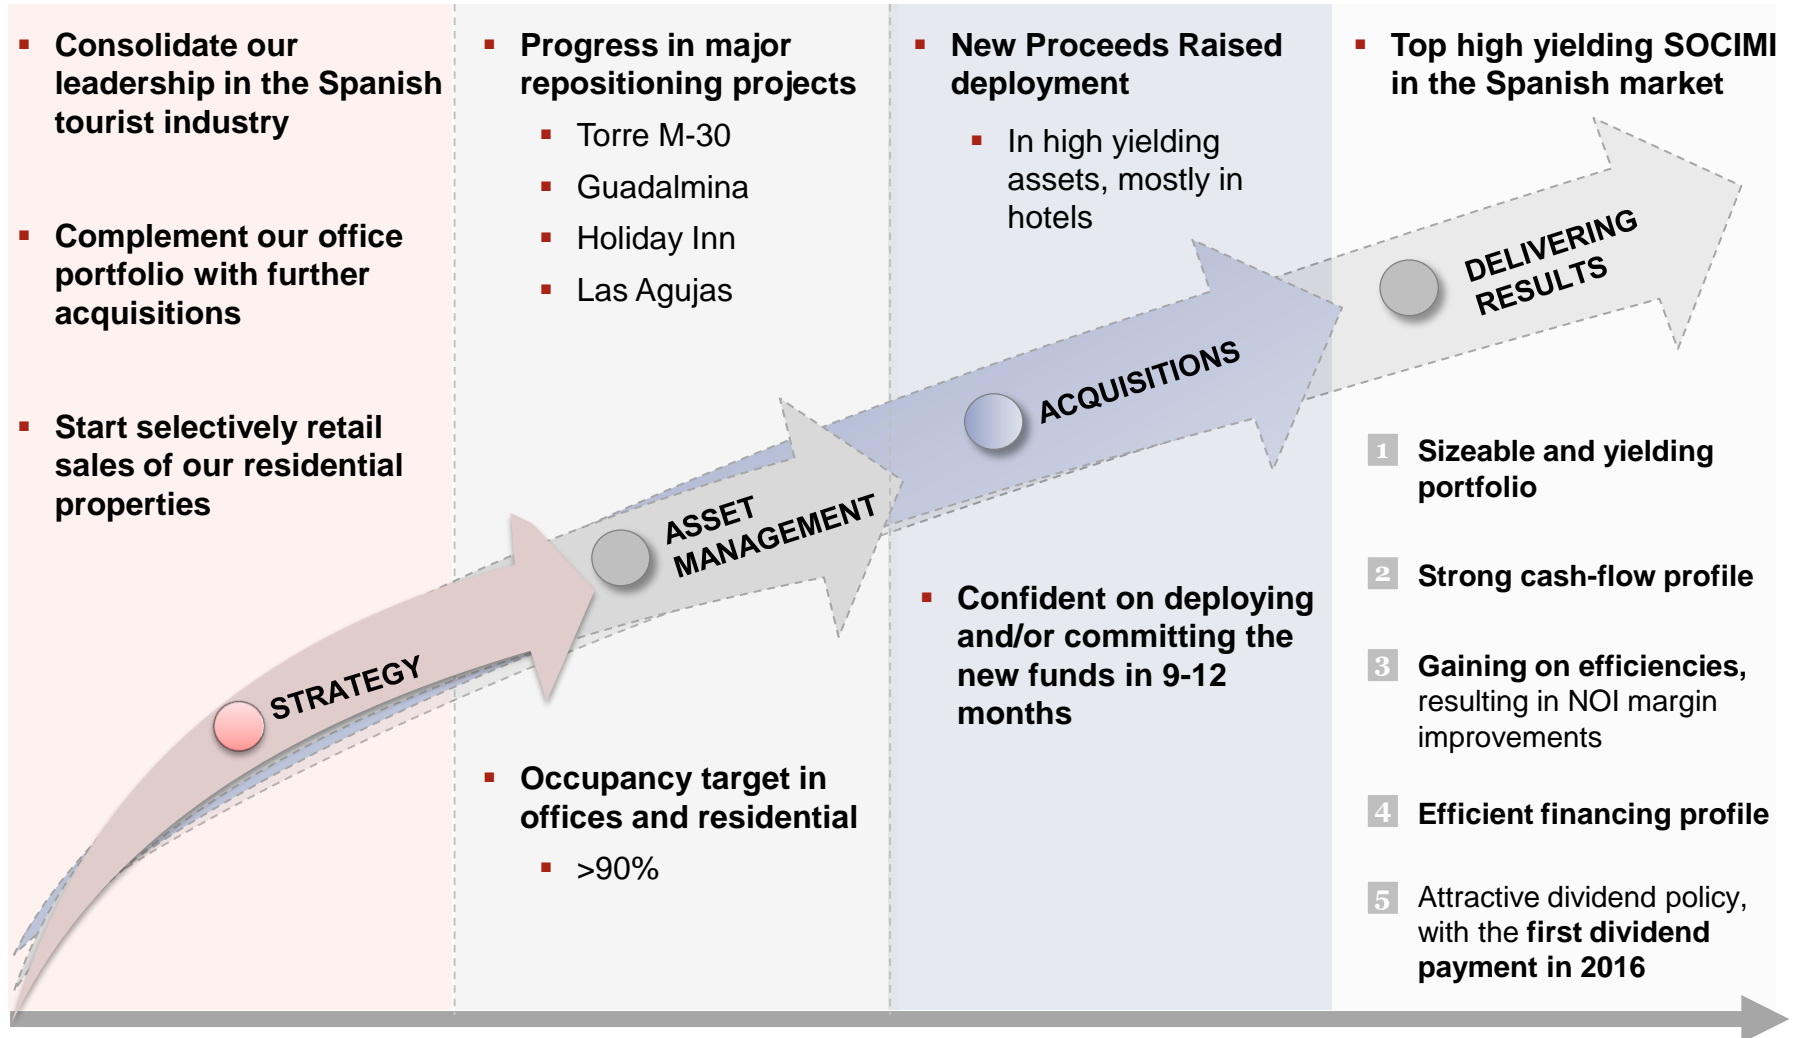 Consolidate our
leadership in the Spanish
tourist industry
Complement our office
portfolio with further
acquisitions
Start selectively retail
sales of our residential
properties
STRATEGY
Progress in major
repositioning projects
Torre M-30
Guadalmina
Holiday Inn
Las Agujas
ASSET
MANAGEMENT
Occupancy target in
offices and residential
>90%
New Proceeds Raised
deployment
In high yielding
assets, mostly in
hotels
ACQUISITIONS
Confident on deploying
and/or committing the
new funds in 9-12
months
Top high yielding SOCIMI
in the Spanish market
DELIVERING
RESULTS
1 Sizeable and yielding
portfolio
2 Strong cash-flow profile
3 Gaining on efficiencies,
resulting in NOI margin
improvements
4 Efficient financing profile
5 Attractive dividend policy,
with the first dividend
payment in 2016